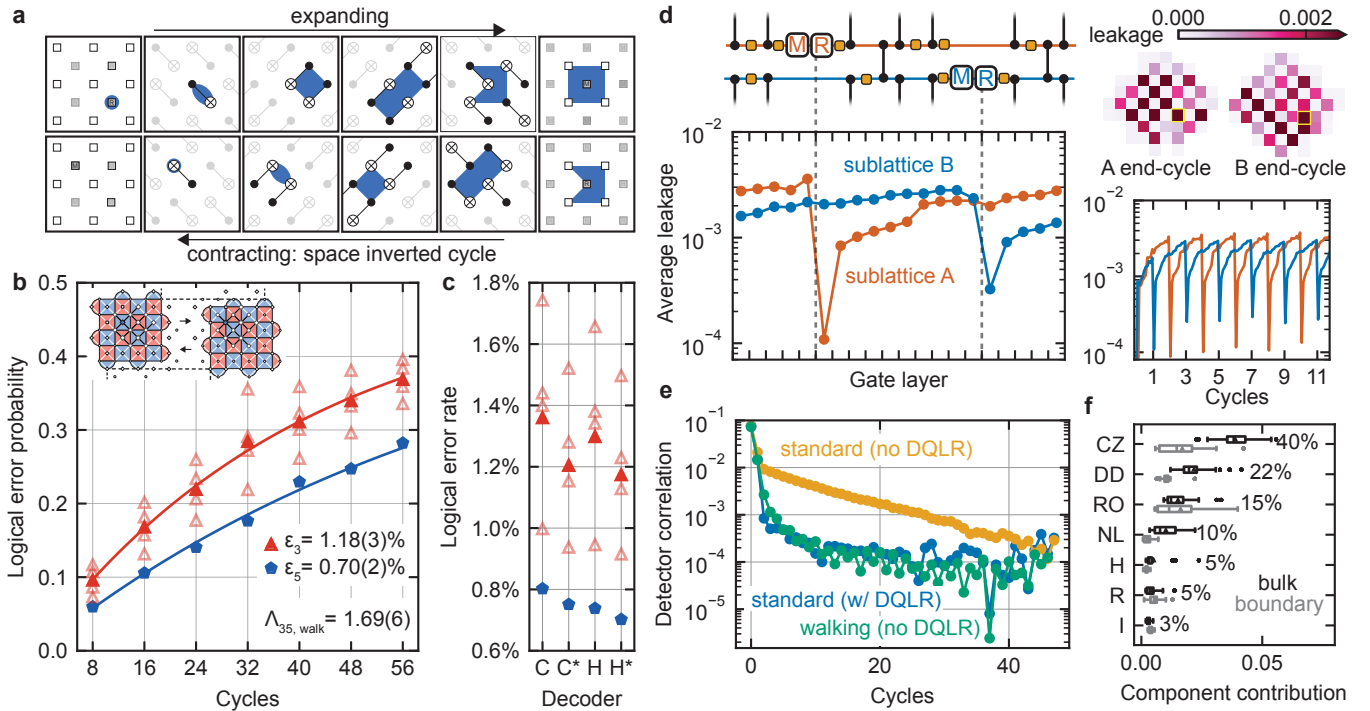 a
expanding
contracting: space inverted cycle
b
Logical error probability
0.5
0.4
0.3
0.2
0.1
0.0
ε₃ = 1.18(3)%
ε₅ = 0.70(2)%
Λ₃₅, walk = 1.69(6)
8 16 24 32 40 48 56
Cycles
c
Logical error rate
1.8%
1.6%
1.4%
1.2%
1.0%
0.8%
0.6%
C C* H H*
Decoder
d
M R
M R
Average leakage
10⁻²
10⁻³
10⁻⁴
sublattice B
sublattice A
Gate layer
0.000 0.002
leakage
A end-cycle
B end-cycle
10⁻²
10⁻³
10⁻⁴
1 3 5 7 9 11
Cycles
e
Detector correlation
10⁻¹
10⁻²
10⁻³
10⁻⁴
10⁻⁵
standard (no DQLR)
standard (w/ DQLR)
walking (no DQLR)
0 20 40
Cycles
f
CZ 40%
DD 22%
RO 15%
NL 10%
H 5%
R 5%
I 3%
bulk
boundary
0.00 0.05
Component contribution